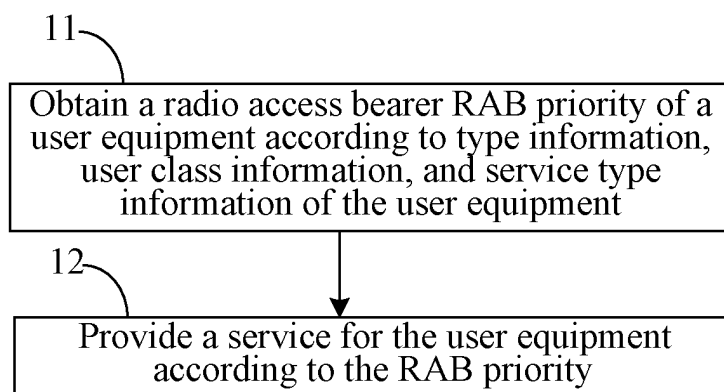 11
Obtain a radio access bearer RAB priority of a
user equipment according to type information,
user class information, and service type
information of the user equipment
12
Provide a service for the user equipment
according to the RAB priority